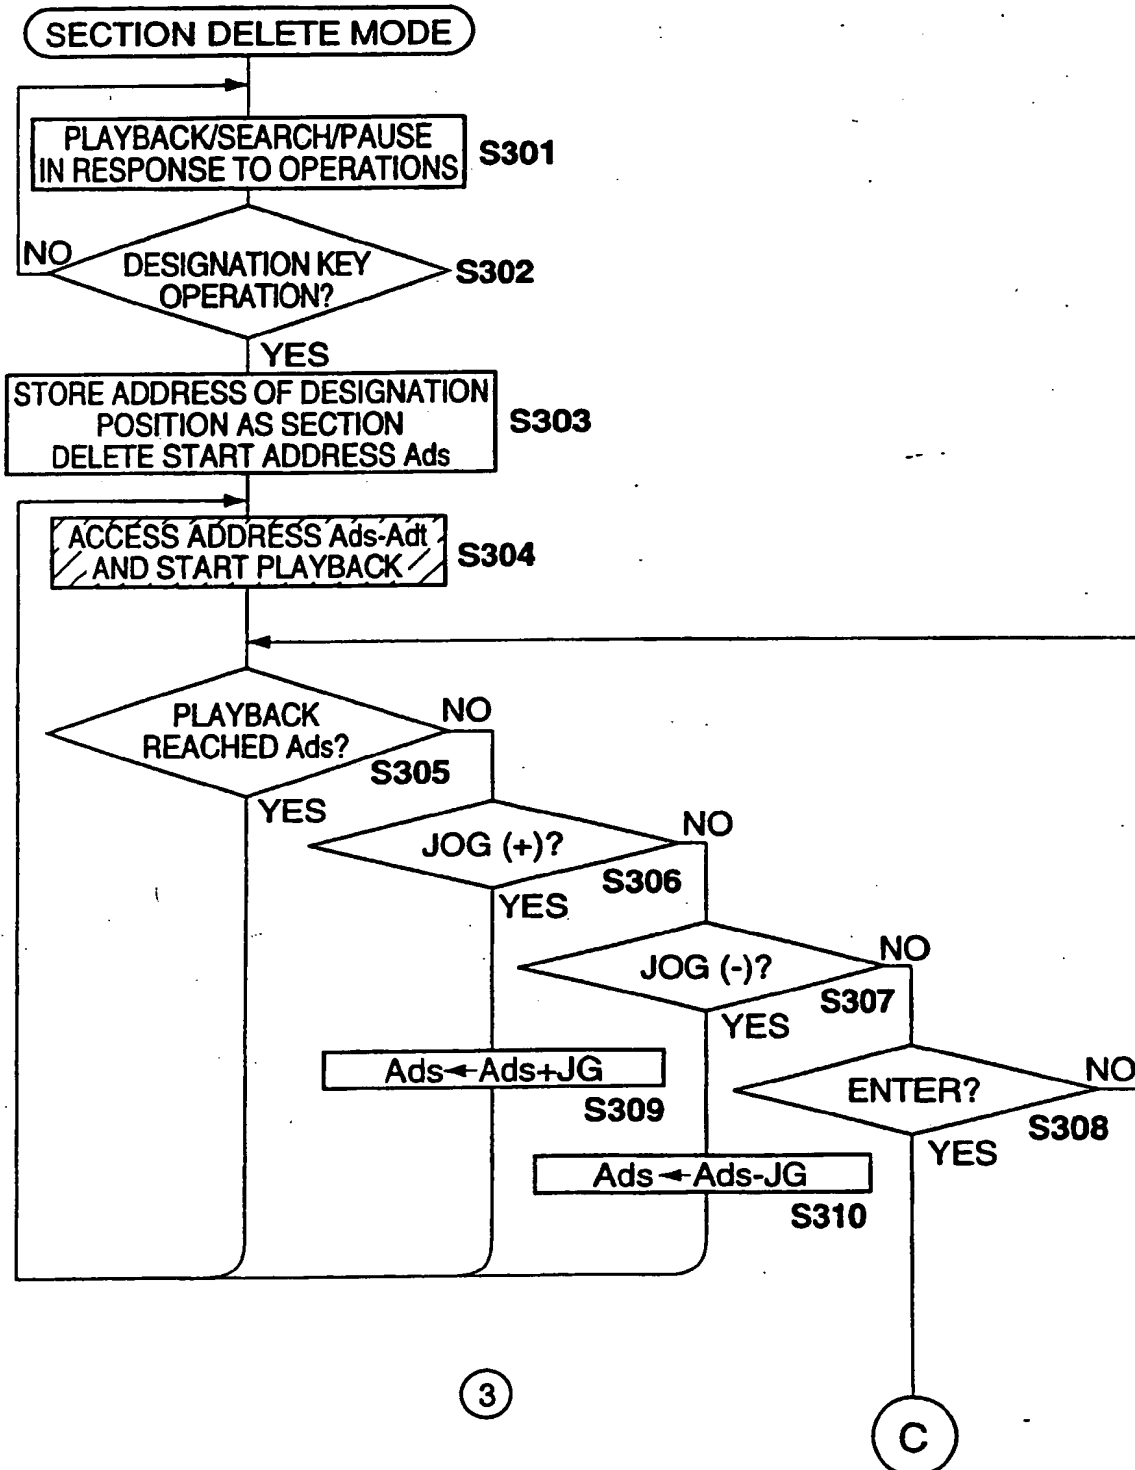 SECTION DELETE MODE
PLAYBACK/SEARCH/PAUSE
IN RESPONSE TO OPERATIONS
S301
NO
DESIGNATION KEY
OPERATION?
S302
YES
STORE ADDRESS OF DESIGNATION
POSITION AS SECTION
DELETE START ADDRESS Ads
S303
ACCESS ADDRESS Ads-Adt
AND START PLAYBACK
S304
PLAYBACK
REACHED Ads?
NO
S305
YES
JOG (+)?
NO
S306
YES
JOG (-)?
NO
S307
YES
Ads←Ads+JG
S309
ENTER?
NO
S308
YES
Ads←Ads-JG
S310
3
C